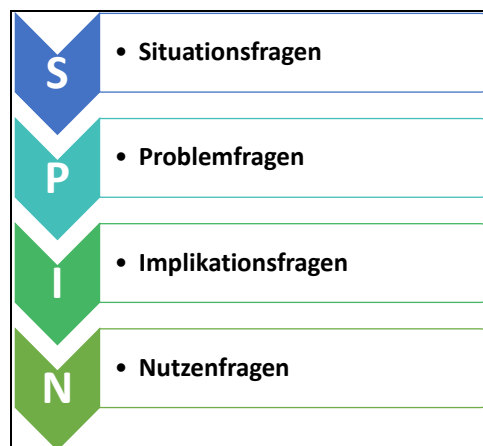 S
• Situationsfragen
P
• Problemfragen
I
• Implikationsfragen
N
• Nutzenfragen